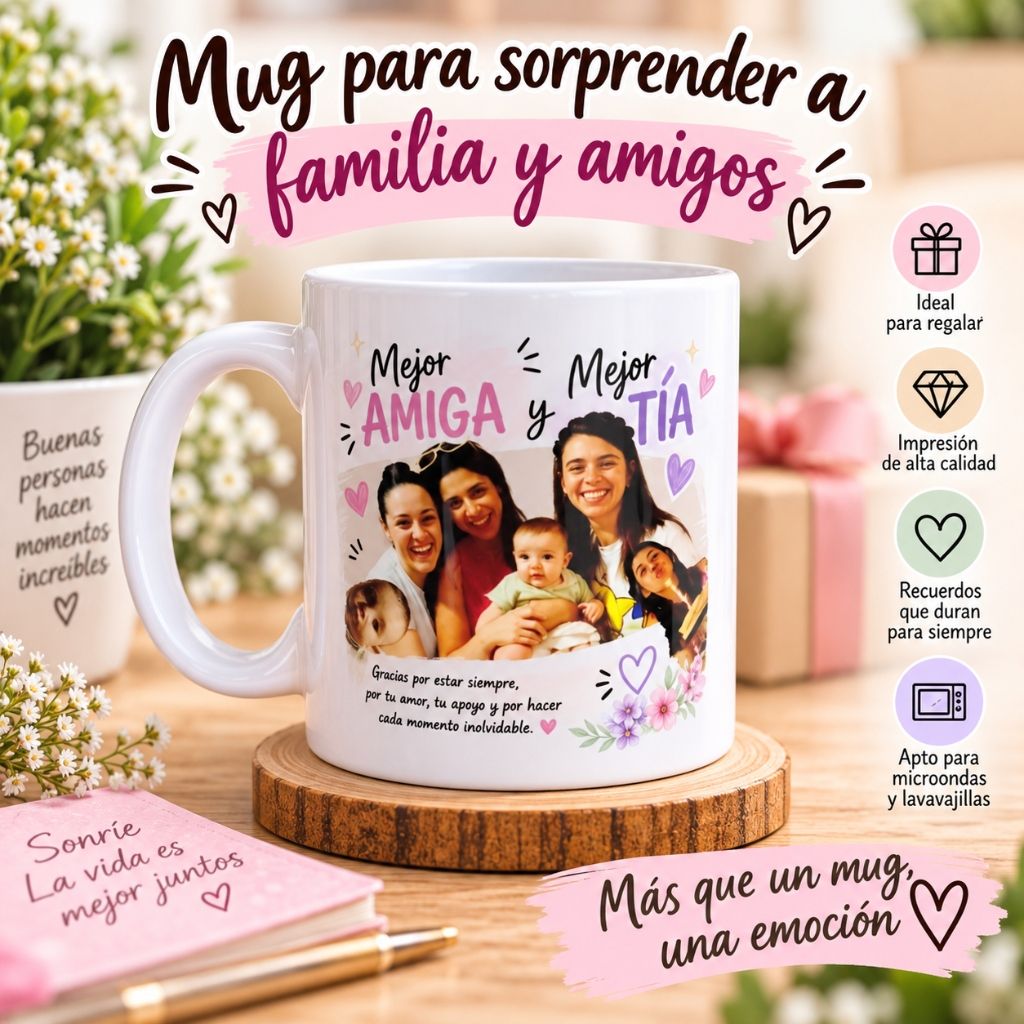 Mug para sorprender a
familia y amigos
Ideal
para regalar
Impresión
de alta calidad
Recuerdos
que duran
para siempre
Apto para
microondas
y lavavajillas
Mejor
AMIGA
y
Mejor
TÍA
Gracias por estar siempre,
por tu amor, tu apoyo y por hacer
cada momento inolvidable.
Buenas
personas
hacen
momentos
increíbles
Sonríe
La vida es
mejor juntos
Más que un mug,
una emoción